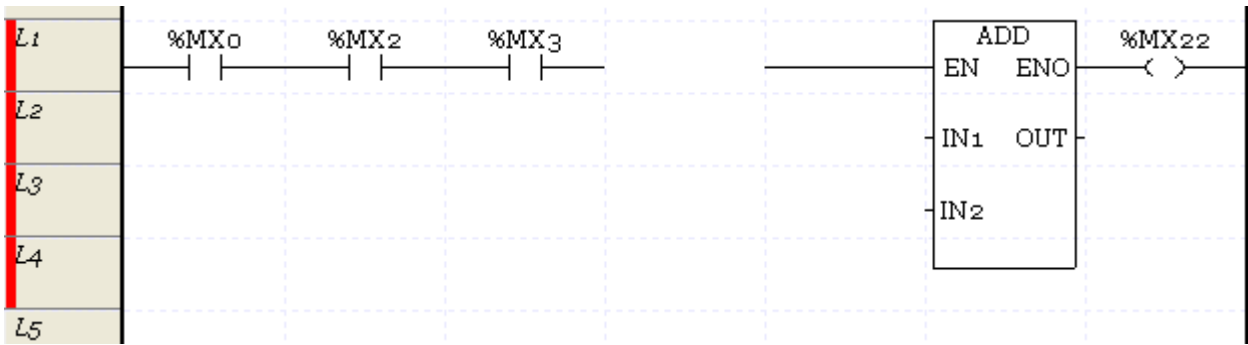 L1 %MX0 %MX2 %MX3 ADD %MX22
EN ENO
L2
IN1 OUT
L3
IN2
L4
L5